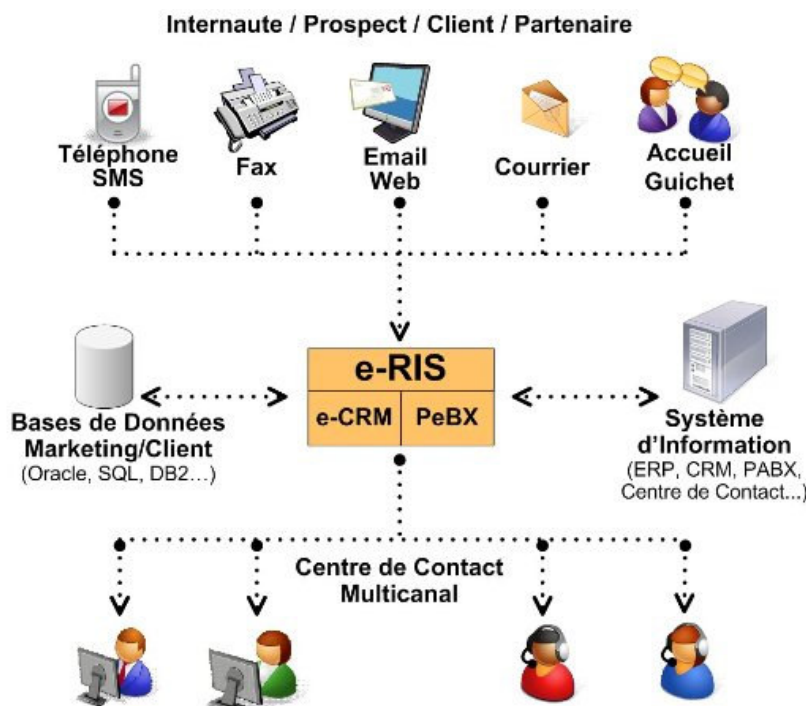 Internaute / Prospect / Client / Partenaire
Téléphone
SMS
Fax
Email
Web
Courrier
Accueil
Guichet
Bases de Données
Marketing/Client
(Oracle, SQL, DB2...)
e-RIS
e-CRM
PeBX
Système
d'Information
(ERP, CRM, PABX,
Centre de Contact...)
Centre de Contact
Multicanal